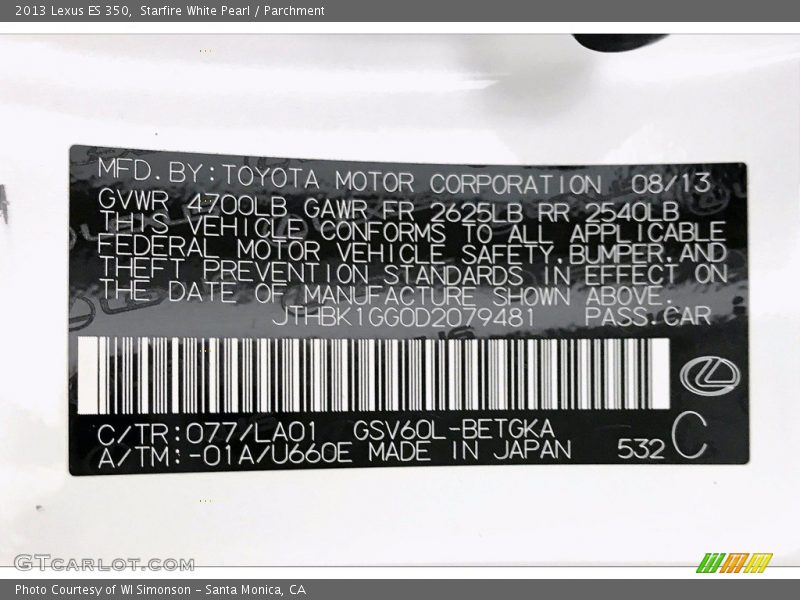 2013 Lexus ES 350, Starfire White Pearl / Parchment
MFD.BY:TOYOTA MOTOR CORPORATION 08/13
GVWR 4700LB GAWR FR 2625LB RR 2540LB
THIS VEHICLE CONFORMS TO ALL APPLICABLE
FEDERAL MOTOR VEHICLE SAFETY,BUMPER,AND
THEFT PREVENTION STANDARDS IN EFFECT ON
THE DATE OF MANUFACTURE SHOWN ABOVE.
JTHBK1GG0D2079481 PASS.CAR
C/TR:077/LA01 GSV60L-BETGKA
A/TM:-01A/U660E MADE IN JAPAN 532 C
GTCARLOT.COM
Photo Courtesy of WI Simonson - Santa Monica, CA